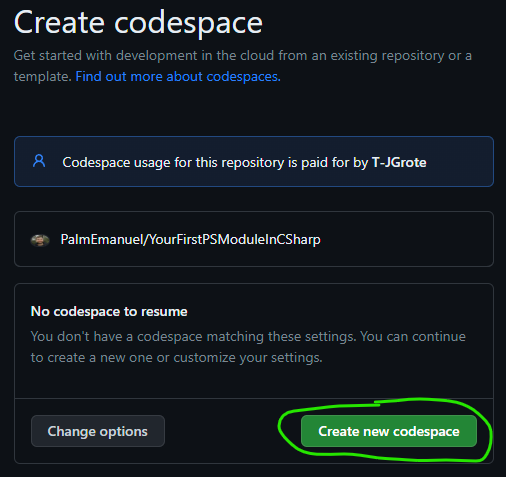 Create codespace
Get started with development in the cloud from an existing repository or a
template. Find out more about codespaces.
Codespace usage for this repository is paid for by T-JGrote
PalmEmanuel/YourFirstPSModuleInCSharp
No codespace to resume
You don't have a codespace matching these settings. You can continue
to create a new one or customize your settings.
Change options
Create new codespace